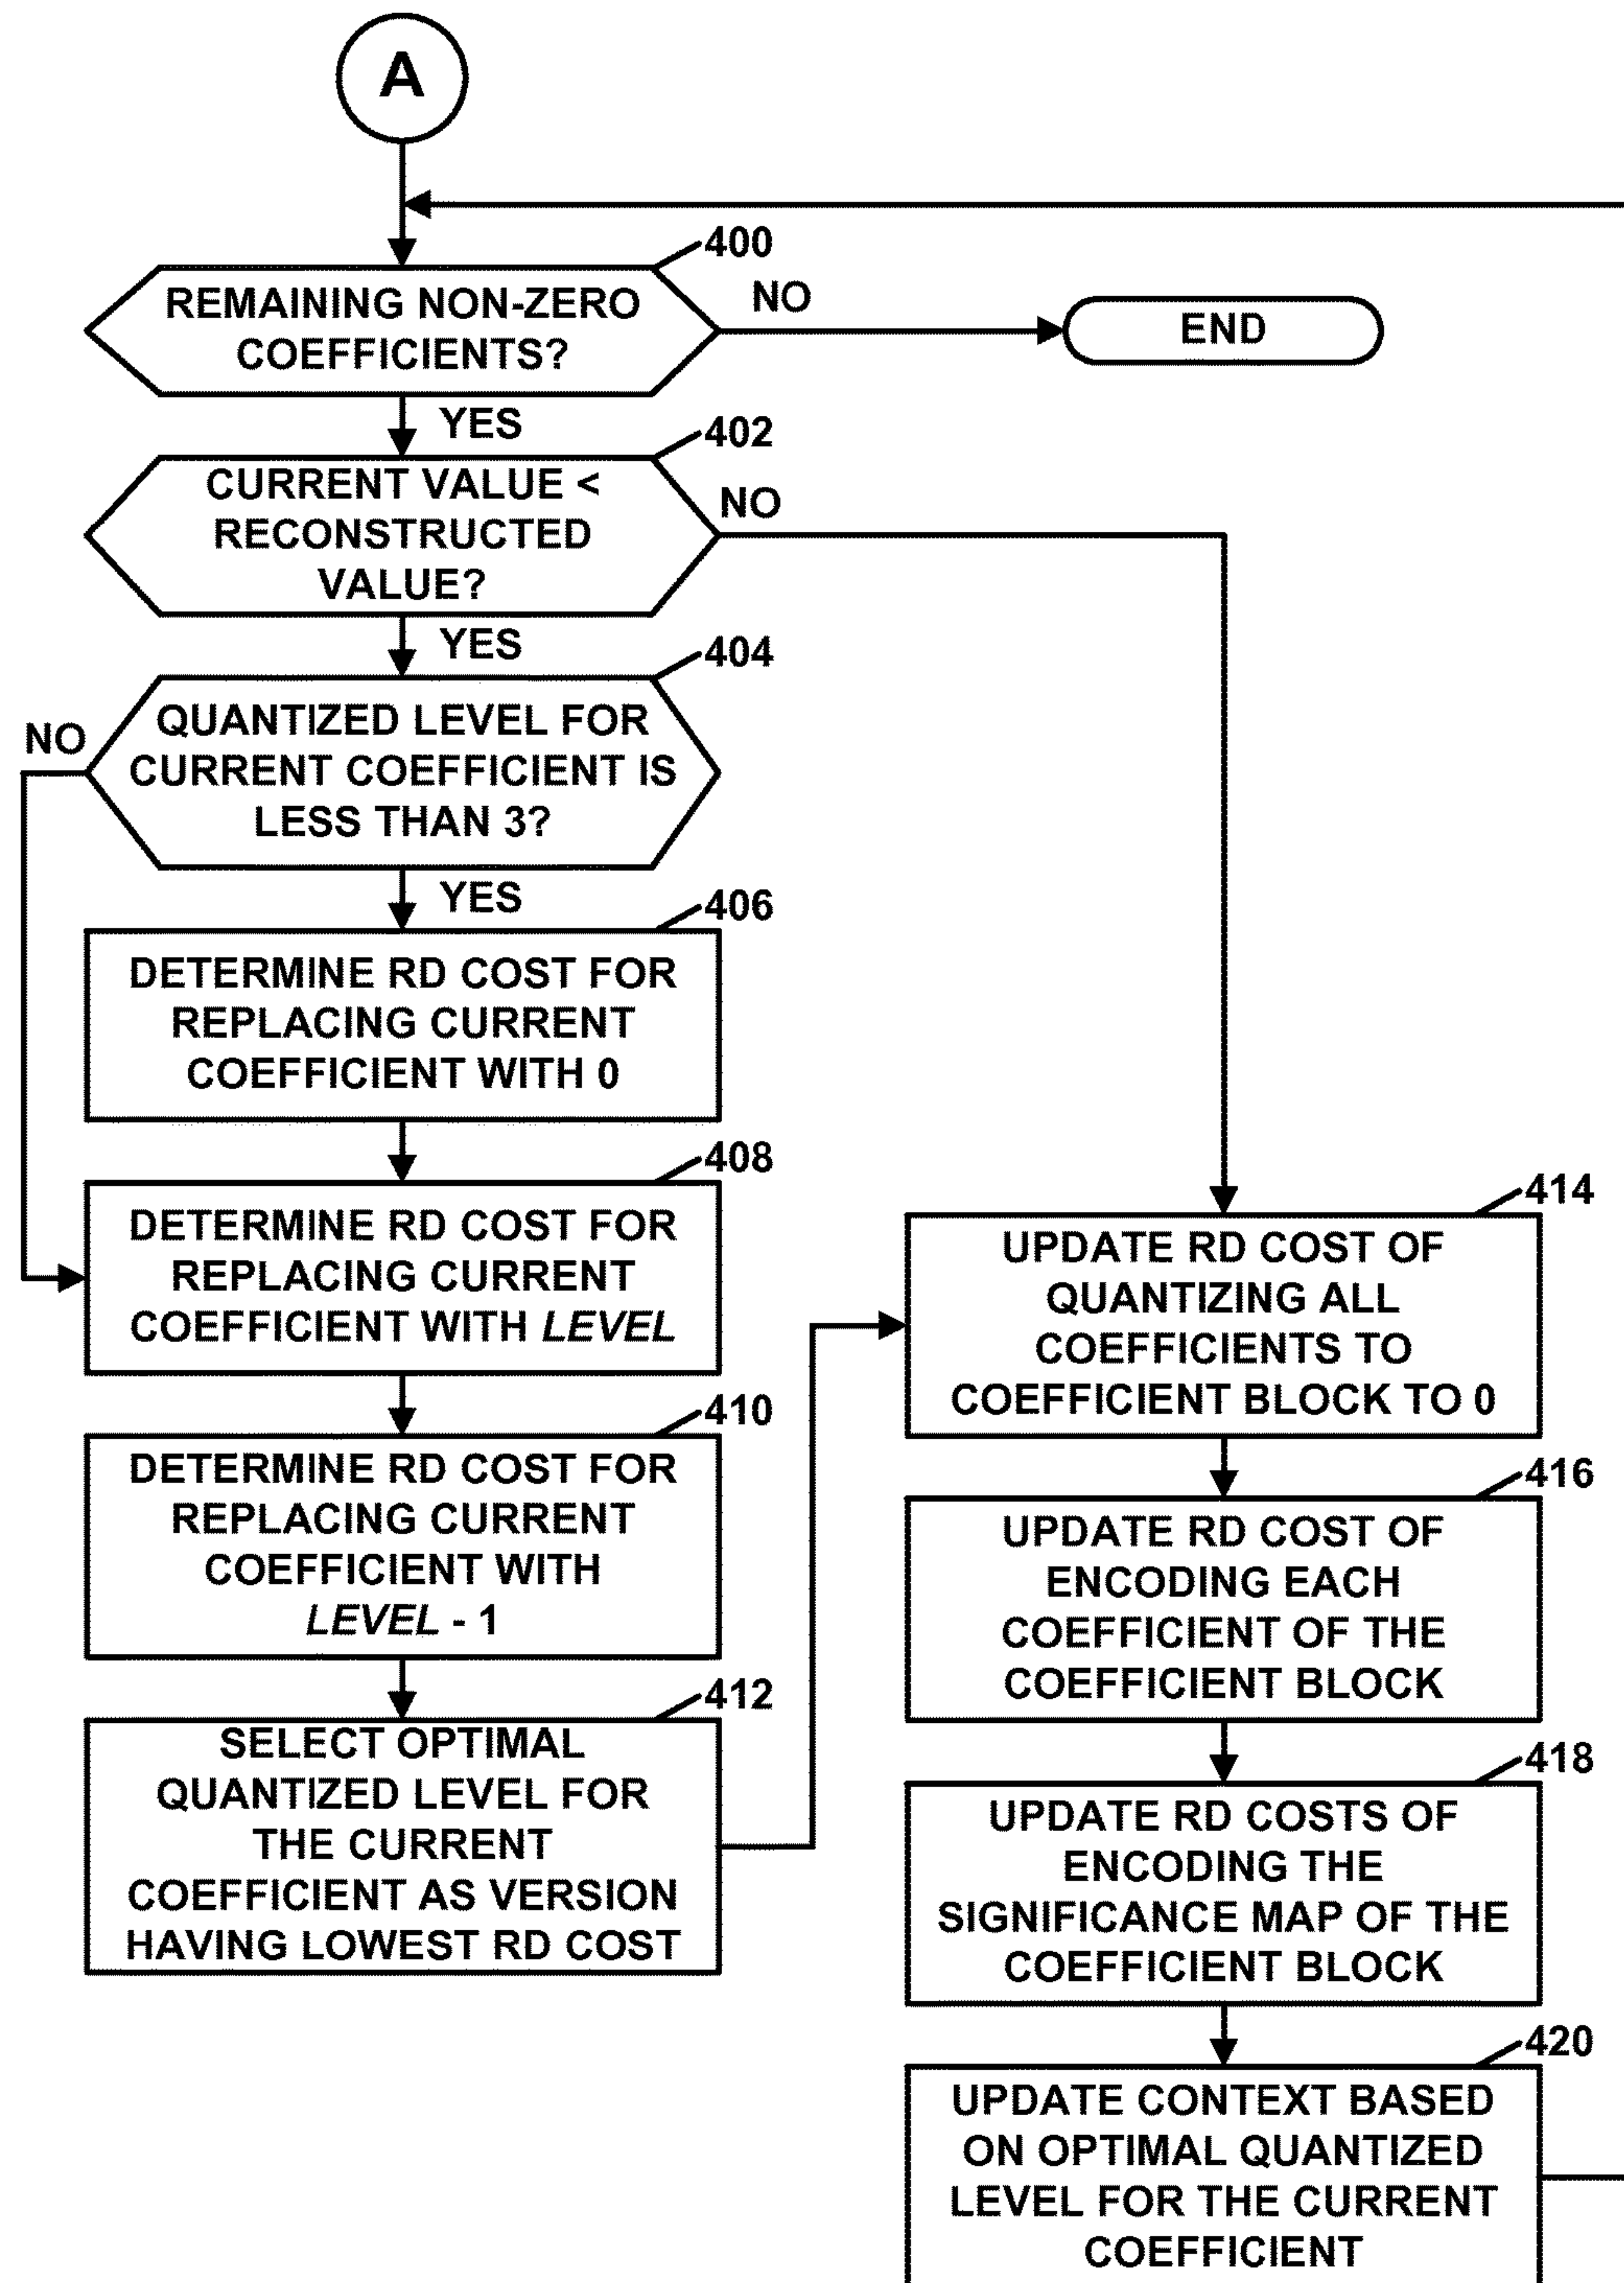 A
400
REMAINING NON-ZERO
COEFFICIENTS?
NO
END
YES
402
CURRENT VALUE <
RECONSTRUCTED
VALUE?
NO
YES
404
QUANTIZED LEVEL FOR
CURRENT COEFFICIENT IS
LESS THAN 3?
NO
YES
406
DETERMINE RD COST FOR
REPLACING CURRENT
COEFFICIENT WITH 0
408
DETERMINE RD COST FOR
REPLACING CURRENT
COEFFICIENT WITH LEVEL
410
DETERMINE RD COST FOR
REPLACING CURRENT
COEFFICIENT WITH
LEVEL - 1
412
SELECT OPTIMAL
QUANTIZED LEVEL FOR
THE CURRENT
COEFFICIENT AS VERSION
HAVING LOWEST RD COST
414
UPDATE RD COST OF
QUANTIZING ALL
COEFFICIENTS TO
COEFFICIENT BLOCK TO 0
416
UPDATE RD COST OF
ENCODING EACH
COEFFICIENT OF THE
COEFFICIENT BLOCK
418
UPDATE RD COSTS OF
ENCODING THE
SIGNIFICANCE MAP OF THE
COEFFICIENT BLOCK
420
UPDATE CONTEXT BASED
ON OPTIMAL QUANTIZED
LEVEL FOR THE CURRENT
COEFFICIENT